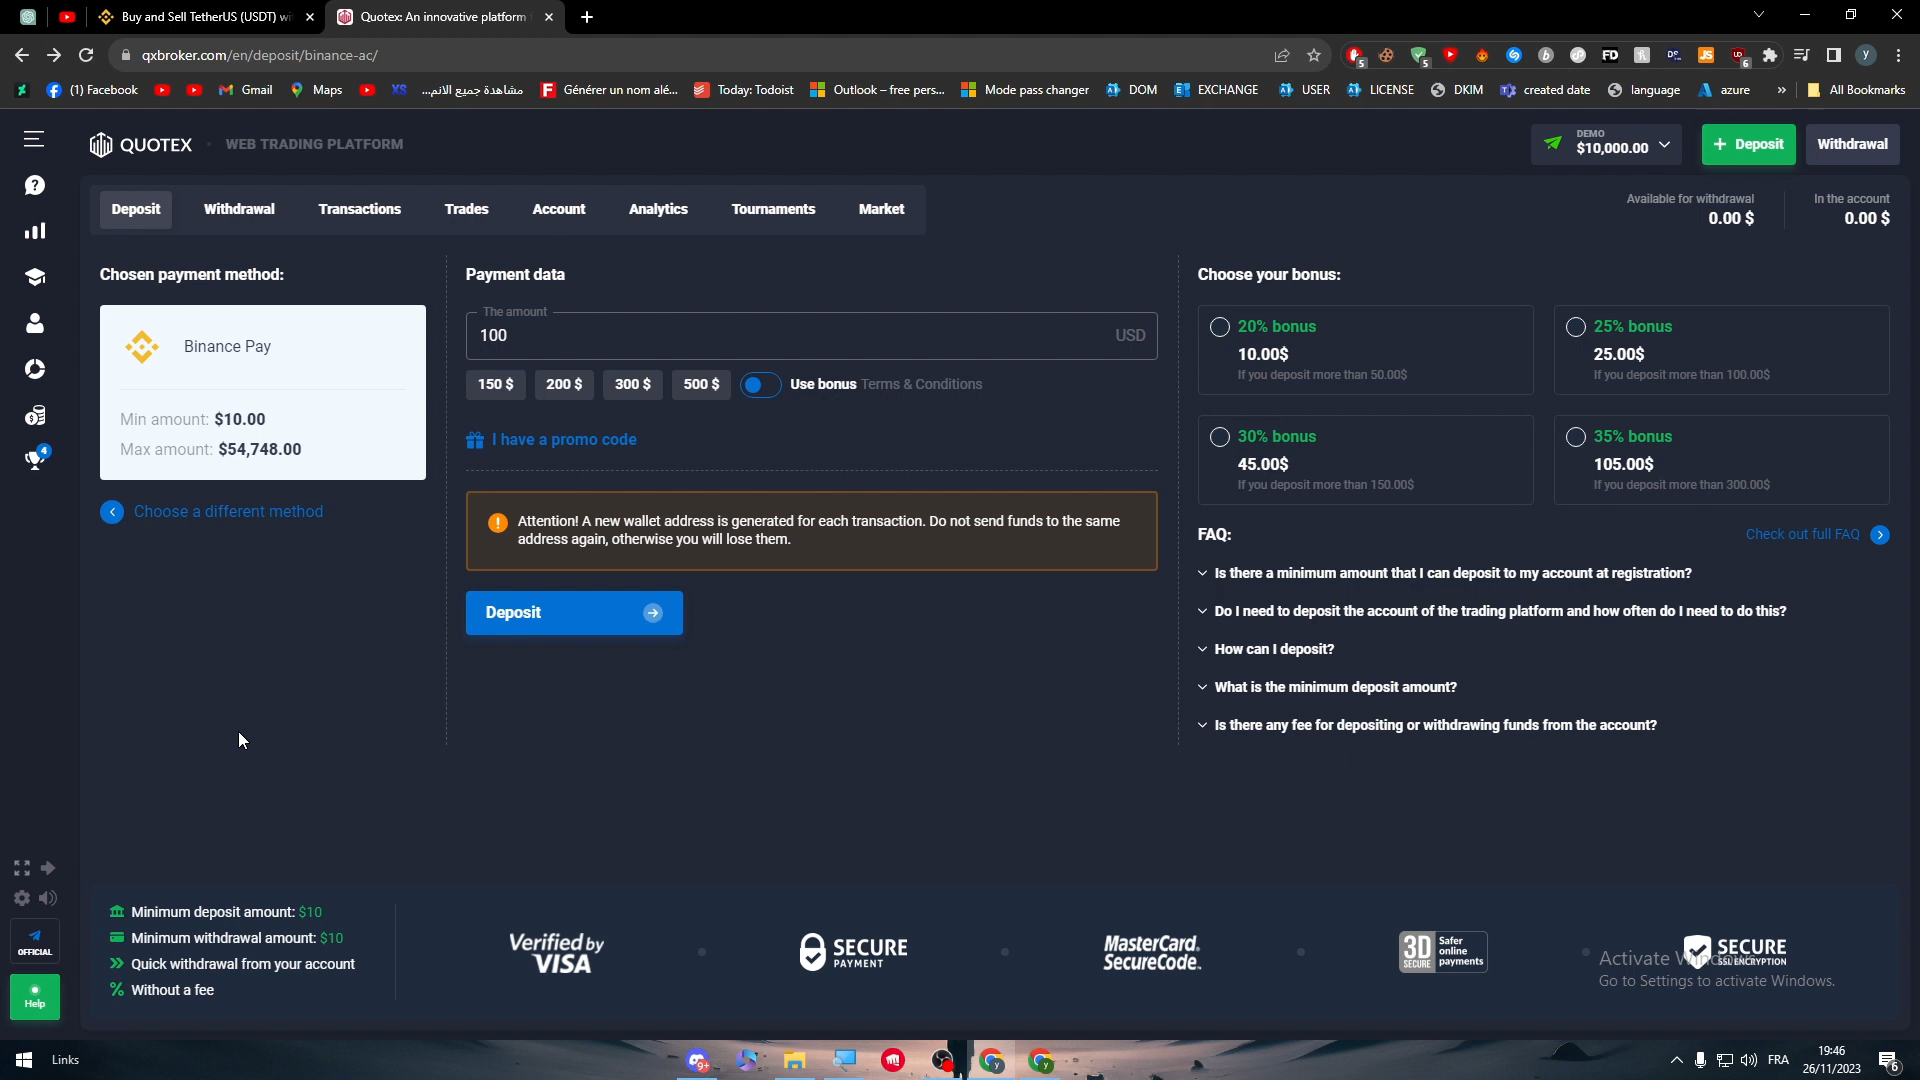 Buy and Sell TetherUS (USDT) wi
Quotex: An innovative platform
qxbroker.com/en/deposit/binance-ac/
(1) Facebook
Gmail
Maps
XS
مشاهدة جميع الانم...
Générer un nom alé...
Today: Todoist
Outlook – free pers...
Mode pass changer
DOM
EXCHANGE
USER
LICENSE
DKIM
created date
language
azure
»
All Bookmarks
QUOTEX
WEB TRADING PLATFORM
DEMO
$10,000.00
+ Deposit
Withdrawal
Deposit
Withdrawal
Transactions
Trades
Account
Analytics
Tournaments
Market
Available for withdrawal
0.00 $
In the account
0.00 $
Chosen payment method:
Binance Pay
Min amount: $10.00
Max amount: $54,748.00
Choose a different method
Payment data
The amount
100
USD
150 $
200 $
300 $
500 $
Use bonus Terms & Conditions
I have a promo code
Attention! A new wallet address is generated for each transaction. Do not send funds to the same
address again, otherwise you will lose them.
Deposit
Choose your bonus:
20% bonus
10.00$
If you deposit more than 50.00$
25% bonus
25.00$
If you deposit more than 100.00$
30% bonus
45.00$
If you deposit more than 150.00$
35% bonus
105.00$
If you deposit more than 300.00$
FAQ:
Check out full FAQ
Is there a minimum amount that I can deposit to my account at registration?
Do I need to deposit the account of the trading platform and how often do I need to do this?
How can I deposit?
What is the minimum deposit amount?
Is there any fee for depositing or withdrawing funds from the account?
4
OFFICIAL
Help
Minimum deposit amount: $10
Minimum withdrawal amount: $10
Quick withdrawal from your account
Without a fee
Verified by
VISA
SECURE
PAYMENT
MasterCard.
SecureCode.
3D
SECURE
Safer
online
payments
SECURE
SSL ENCRYPTION
Activate Windows
Go to Settings to activate Windows.
Links
FRA
19:46
26/11/2023
6